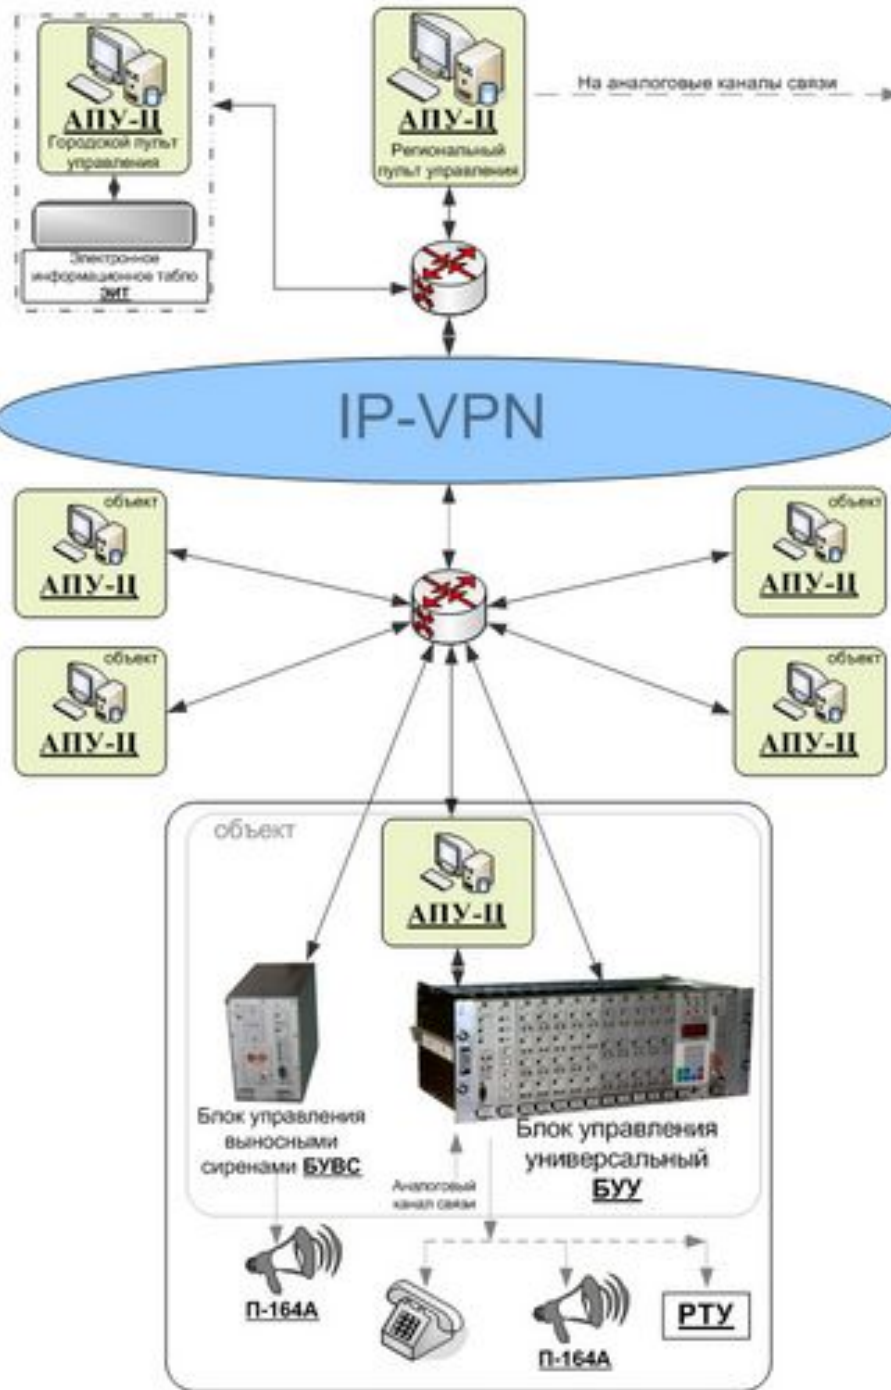 АПУ-Ц
Городской пульт
управления
Электронное
информационное табло
ЭИТ
АПУ-Ц
Региональный
пульт управления
На аналоговые каналы связи
IP-VPN
объект
АПУ-Ц
объект
АПУ-Ц
объект
АПУ-Ц
объект
АПУ-Ц
объект
АПУ-Ц
Блок управления
выносными
сиренами БУВС
Блок управления
универсальный
БУУ
Аналоговый
канал связи
П-164А
П-164А
РТУ